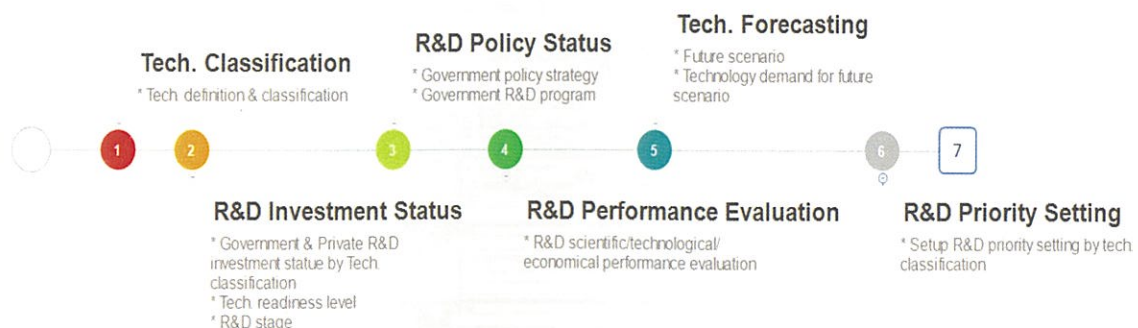 Tech. Classification
* Tech. definition & classification
R&D Policy Status
* Government policy strategy
* Government R&D program
Tech. Forecasting
* Future scenario
* Technology demand for future
scenario
1
2
3
4
5
6
7
R&D Investment Status
* Government & Private R&D
investment statue by Tech.
classification
* Tech. readiness level
* R&D stage
R&D Performance Evaluation
* R&D scientific/technological/
economical performance evaluation
R&D Priority Setting
* Setup R&D priority setting by tech.
classification